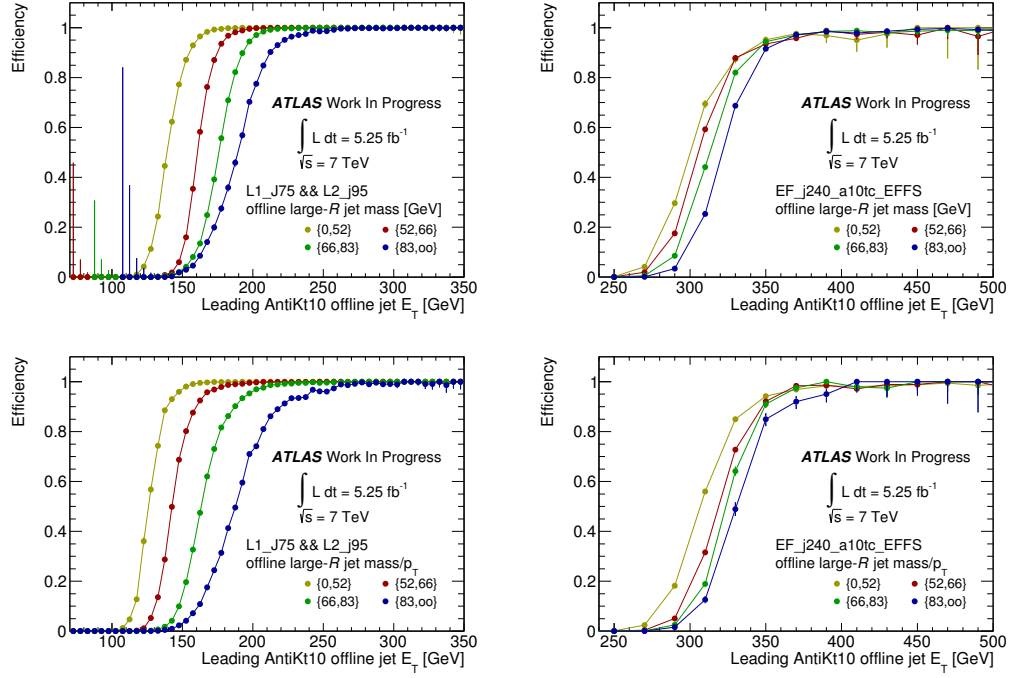 Efficiency
1
0.8
0.6
0.4
0.2
0
ATLAS Work In Progress
∫ L dt = 5.25 fb-1
√s = 7 TeV
L1_J75 && L2_j95
offline large-R jet mass [GeV]
{0,52} {52,66}
{66,83} {83,oo}
100 150 200 250 300 350
Leading AntiKt10 offline jet E_T [GeV]
Efficiency
1
0.8
0.6
0.4
0.2
0
ATLAS Work In Progress
∫ L dt = 5.25 fb-1
√s = 7 TeV
EF_j240_a10tc_EFFS
offline large-R jet mass [GeV]
{0,52} {52,66}
{66,83} {83,oo}
250 300 350 400 450 500
Leading AntiKt10 offline jet E_T [GeV]
Efficiency
1
0.8
0.6
0.4
0.2
0
ATLAS Work In Progress
∫ L dt = 5.25 fb-1
√s = 7 TeV
L1_J75 && L2_j95
offline large-R jet mass/p_T
{0,52} {52,66}
{66,83} {83,oo}
100 150 200 250 300 350
Leading AntiKt10 offline jet E_T [GeV]
Efficiency
1
0.8
0.6
0.4
0.2
0
ATLAS Work In Progress
∫ L dt = 5.25 fb-1
√s = 7 TeV
EF_j240_a10tc_EFFS
offline large-R jet mass/p_T
{0,52} {52,66}
{66,83} {83,oo}
250 300 350 400 450 500
Leading AntiKt10 offline jet E_T [GeV]